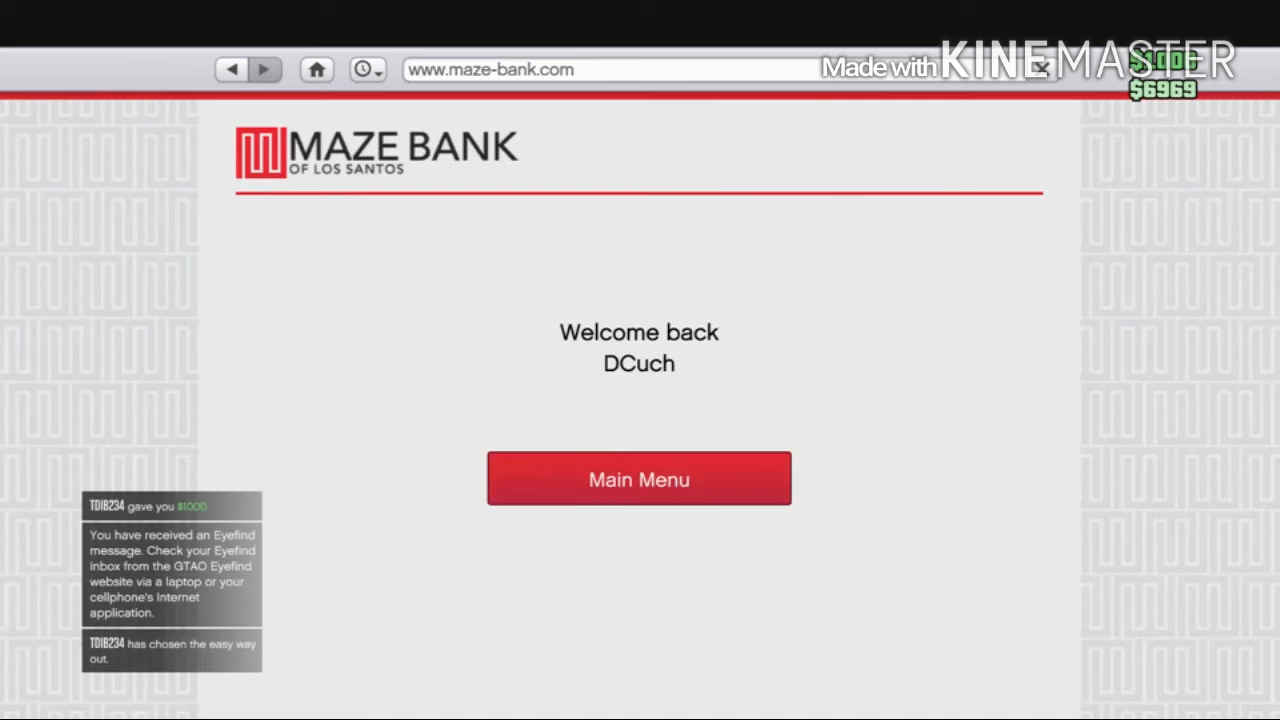 www.maze-bank.com
Made with KINEMASTER
$1000
$6969
MAZE BANK
OF LOS SANTOS
Welcome back
DCuch
Main Menu
TDIB234 gave you $1000
You have received an Eyefind
message. Check your Eyefind
inbox from the GTAO Eyefind
website via a laptop or your
cellphone's Internet
application.
TDIB234 has chosen the easy way
out.